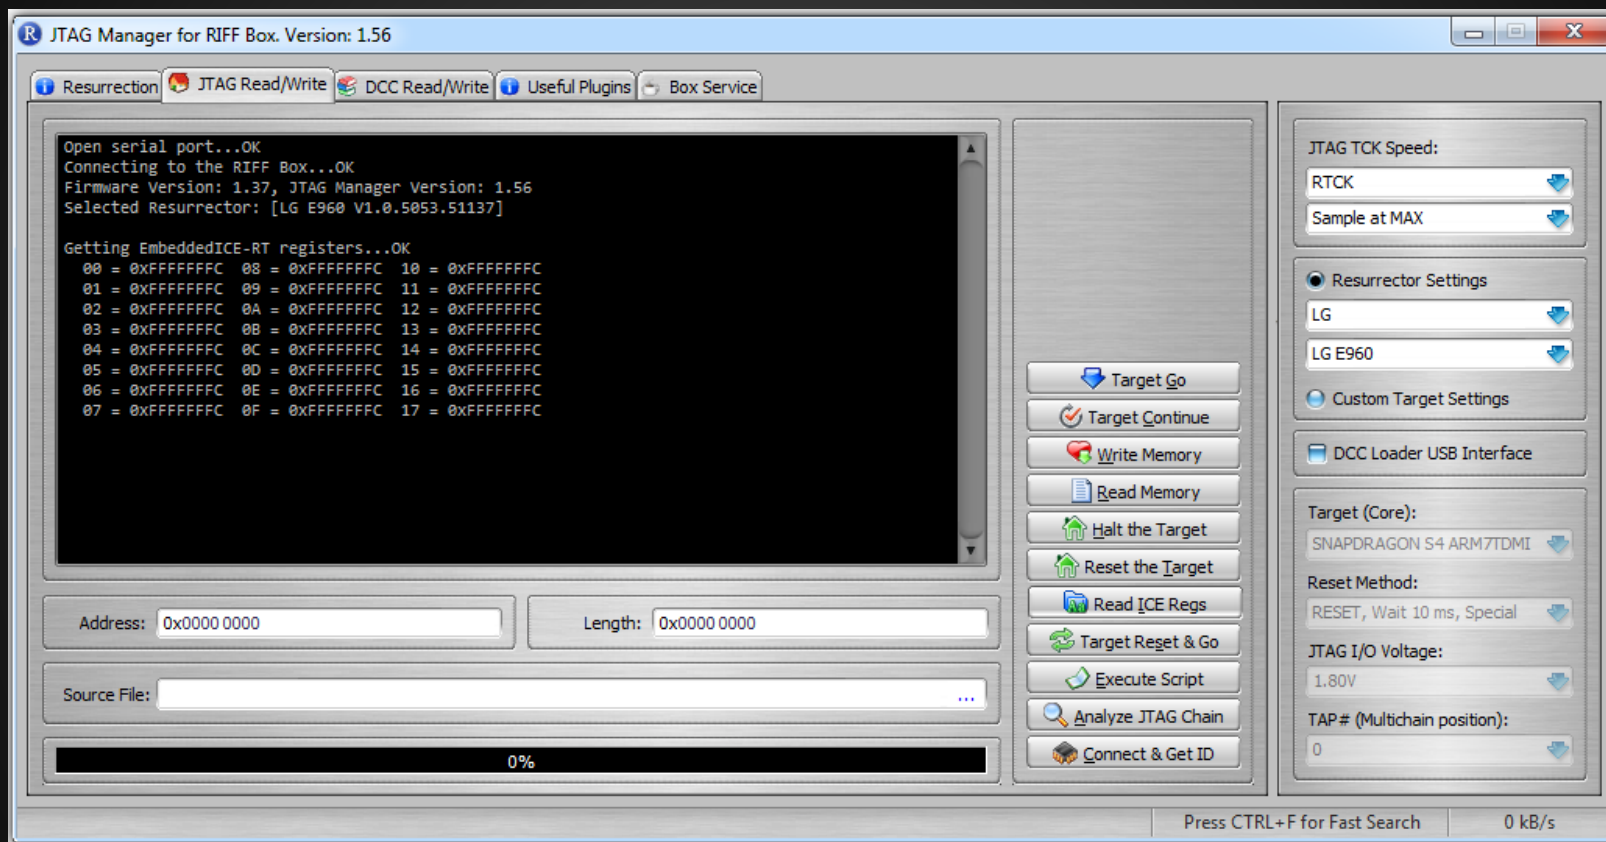 R JTAG Manager for RIFF Box. Version: 1.56
Resurrection JTAG Read/Write DCC Read/Write Useful Plugins Box Service
Open serial port...OK
Connecting to the RIFF Box...OK
Firmware Version: 1.37, JTAG Manager Version: 1.56
Selected Resurrector: [LG E960 V1.0.5053.51137]
Getting EmbeddedICE-RT registers...OK
00 = 0xFFFFFFFC 08 = 0xFFFFFFFC 10 = 0xFFFFFFFC
01 = 0xFFFFFFFC 09 = 0xFFFFFFFC 11 = 0xFFFFFFFC
02 = 0xFFFFFFFC 0A = 0xFFFFFFFC 12 = 0xFFFFFFFC
03 = 0xFFFFFFFC 0B = 0xFFFFFFFC 13 = 0xFFFFFFFC
04 = 0xFFFFFFFC 0C = 0xFFFFFFFC 14 = 0xFFFFFFFC
05 = 0xFFFFFFFC 0D = 0xFFFFFFFC 15 = 0xFFFFFFFC
06 = 0xFFFFFFFC 0E = 0xFFFFFFFC 16 = 0xFFFFFFFC
07 = 0xFFFFFFFC 0F = 0xFFFFFFFC 17 = 0xFFFFFFFC
Address: 0x0000 0000 Length: 0x0000 0000
Source File: ...
0%
Target Go
Target Continue
Write Memory
Read Memory
Halt the Target
Reset the Target
Read ICE Regs
Target Reset & Go
Execute Script
Analyze JTAG Chain
Connect & Get ID
JTAG TCK Speed:
RTCK
Sample at MAX
Resurrector Settings
LG
LG E960
Custom Target Settings
DCC Loader USB Interface
Target (Core):
SNAPDRAGON S4 ARM7TDMI
Reset Method:
RESET, Wait 10 ms, Special
JTAG I/O Voltage:
1.80V
TAP# (Multichain position):
0
Press CTRL+F for Fast Search 0 kB/s